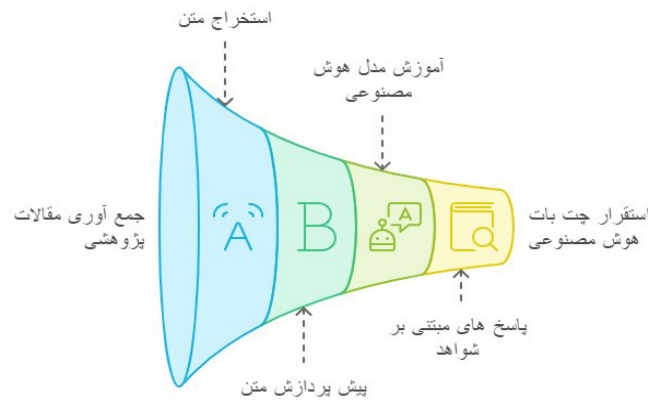 استخراج متن
آموزش مدل هوش
مصنوعی
جمع آوری مقالات
پژوهشی
A
B
A
استقرار چت بات
هوش مصنوعی
پاسخ های مبتنی بر
شواهد
پیش پردازش متن